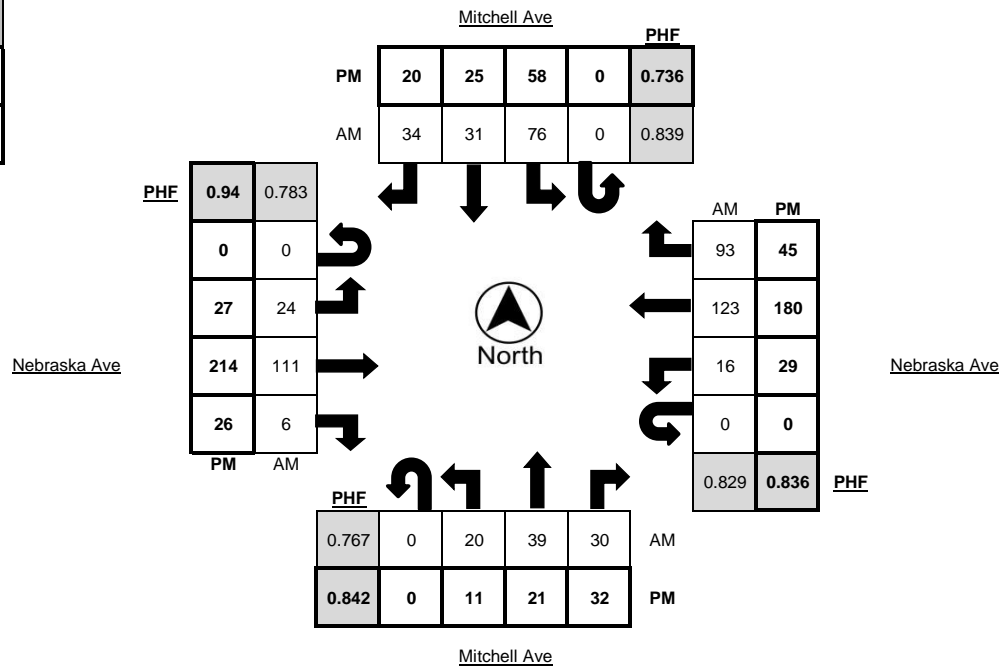 Mitchell Ave
PHF
PM 20 25 58 0 0.736
AM 34 31 76 0 0.839
PHF 0.94 0.783
0 0
27 24
214 111
26 6
PM AM
Nebraska Ave
North
AM PM
93 45
123 180
16 29
0 0
0.829 0.836 PHF
Nebraska Ave
PHF
0.767 0 20 39 30 AM
0.842 0 11 21 32 PM
Mitchell Ave